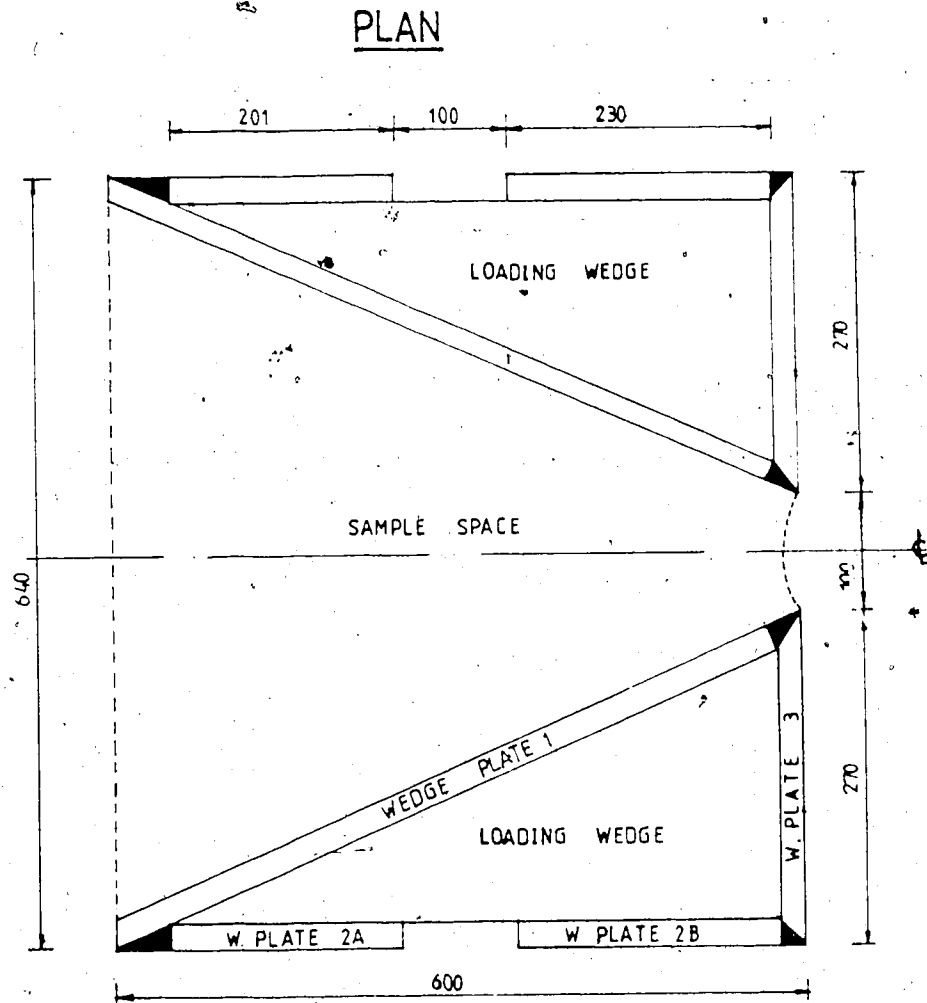 PLAN
201 100 230
LOADING WEDGE
270
SAMPLE SPACE
640
100
WEDGE PLATE 1
W. PLATE 3
270
LOADING WEDGE
W. PLATE 2A
W PLATE 2B
600